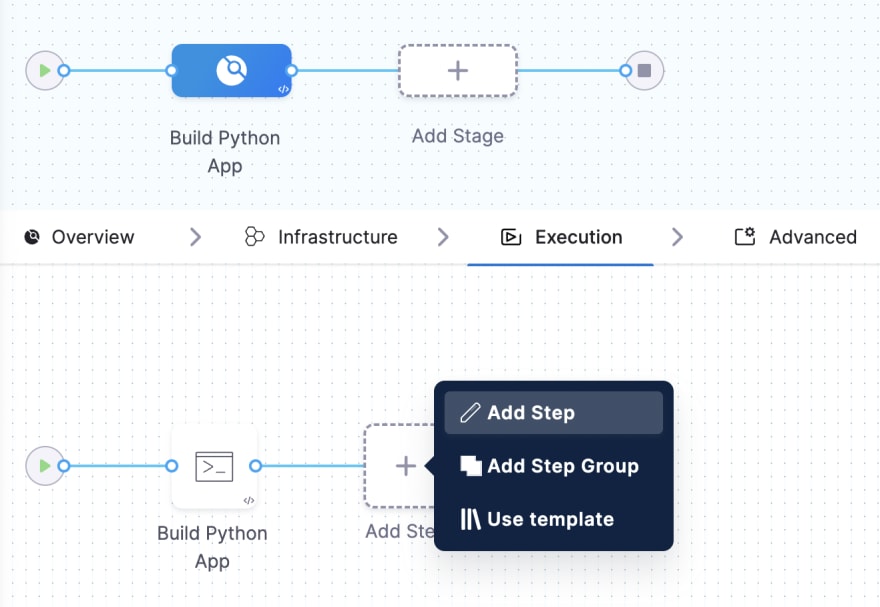 Build Python
App
Add Stage
Overview
Infrastructure
Execution
Advanced
Build Python
App
Add Ste
Add Step
Add Step Group
Use template